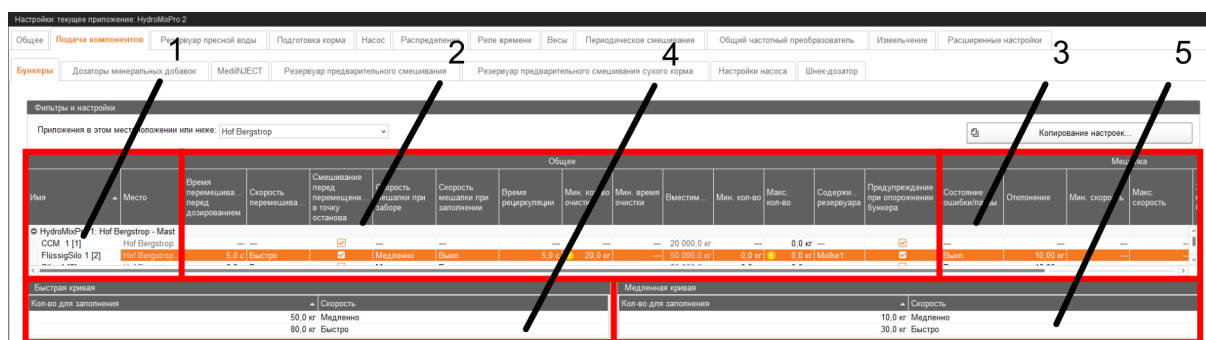 Настройки: текущее приложение: HydroMixPro 2
Общее Подача компонентов Резервуар пресной воды Подготовка корма Насос Распределение Реле времени Весы Периодическое смешивание Общий частотный преобразователь Измельчение Расширенные настройки
1 2 4 3 5
Бункеры Дозаторы минеральных добавок MediINJECT Резервуар предварительного смешивания Резервуар предварительного смешивания сухого корма Настройки насоса Шнек-дозатор
Фильтры и настройки
Приложения в этом местоположении или ниже: Hof Bergstrop Копирование настроек...
Общее Мешалка
Имя Место Время перемешива... перед дозированием Скорость перемешива... Смешивание перед перемещени... в точку останова Скорость мешалки при заборе Скорость мешалки при заполнении Время рециркуляции Мин. кол-во очистки Мин. время очистки Вместим... Мин. кол-во Макс. кол-во Содержи... резервуара Предупреждение при опорожнении бункера Состояние ошибки/паузы Отклонение Мин. скорость Макс. скорость
HydroMixPro 1: Hof Bergstrop - Mast
CCM 1 [1] Hof Bergstrop... --- --- --- --- --- --- --- 20 000,0 кг --- 0,0 кг --- --- --- --- ---
FlüssigSilo 1 [2] Hof Bergstrop... 5,0 с Быстро Медленно Выкл. 5,0 с 20,0 кг --- 50 000,0 кг 0,0 кг 0,0 кг Molke1; Выкл. 10,00 кг --- ---
Быстрая кривая Медленная кривая
Кол-во для заполнения Скорость Кол-во для заполнения Скорость
50,0 кг Медленно 10,0 кг Медленно
80,0 кг Быстро 30,0 кг Быстро